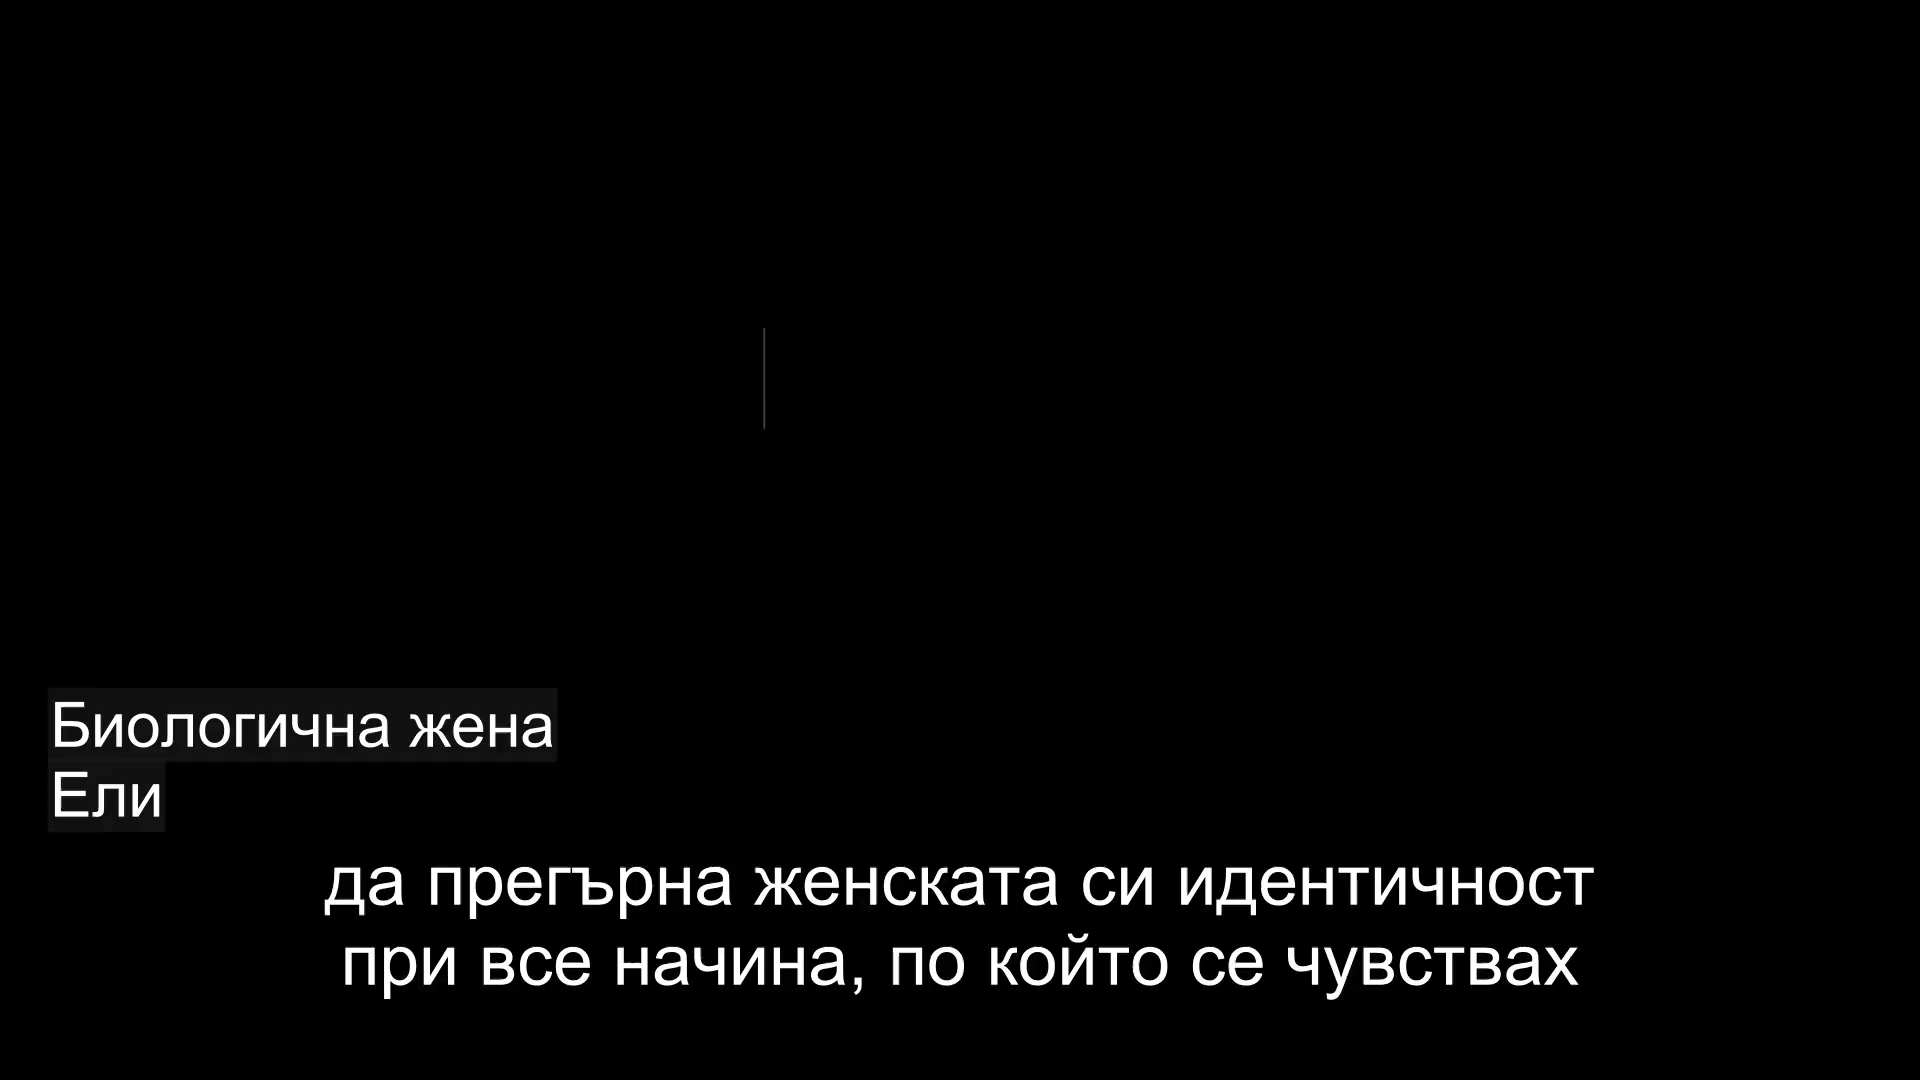 Биологична жена
Ели
да прегърна женската си идентичност
при все начина, по който се чувствах